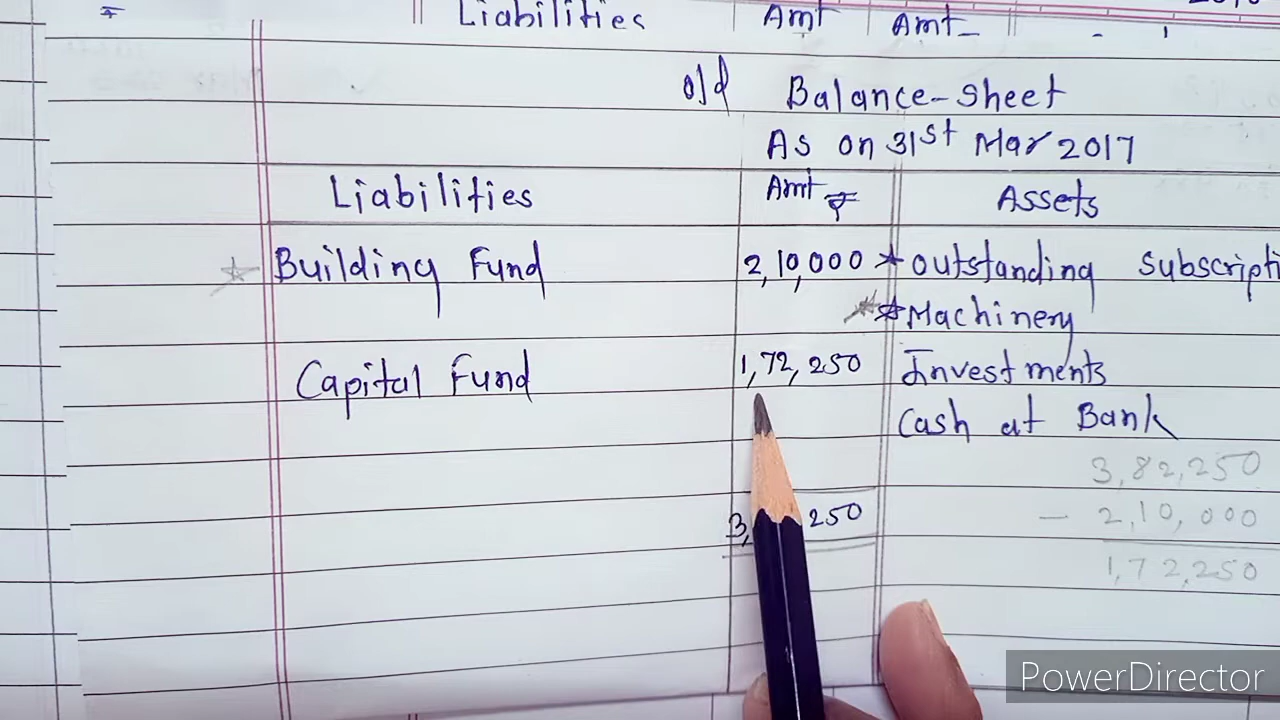 Liabilities Amt Amt
old Balance-Sheet
As on 31st Mar 2017
Liabilities Amt ₹ Assets
Building Fund 2,10,000 Outstanding Subscripti
Machinery
Capital Fund 1,72,250 Investments
Cash at Bank
3,82,250
3, 250 - 2,10,000
1,72,250
PowerDirector